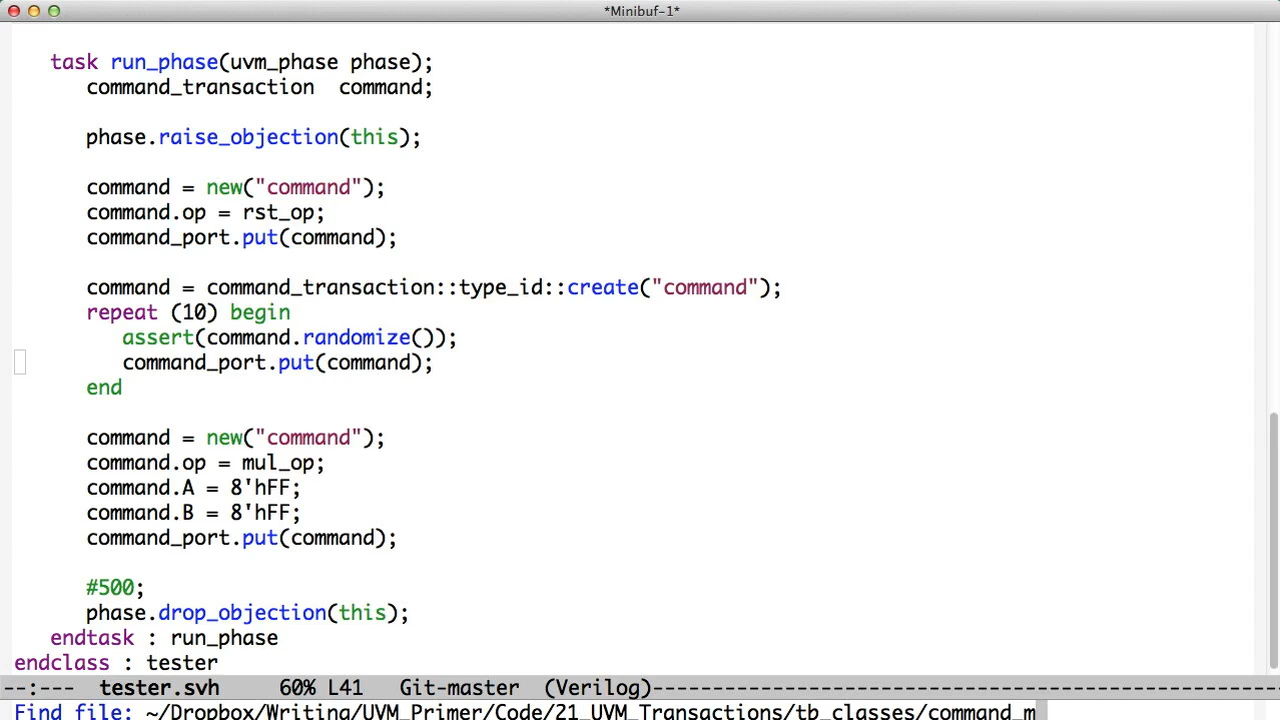 *Minibuf-1*
task run_phase(uvm_phase phase);
command_transaction  command;
phase.raise_objection(this);
command = new("command");
command.op = rst_op;
command_port.put(command);
command = command_transaction::type_id::create("command");
repeat (10) begin
assert(command.randomize());
command_port.put(command);
end
command = new("command");
command.op = mul_op;
command.A = 8'hFF;
command.B = 8'hFF;
command_port.put(command);
#500;
phase.drop_objection(this);
endtask : run_phase
endclass : tester
--:---  tester.svh     60% L41   Git-master  (Verilog)----------------------------------------------------
Find file: ~/Dropbox/Writing/UVM_Primer/Code/21_UVM_Transactions/tb_classes/command_m